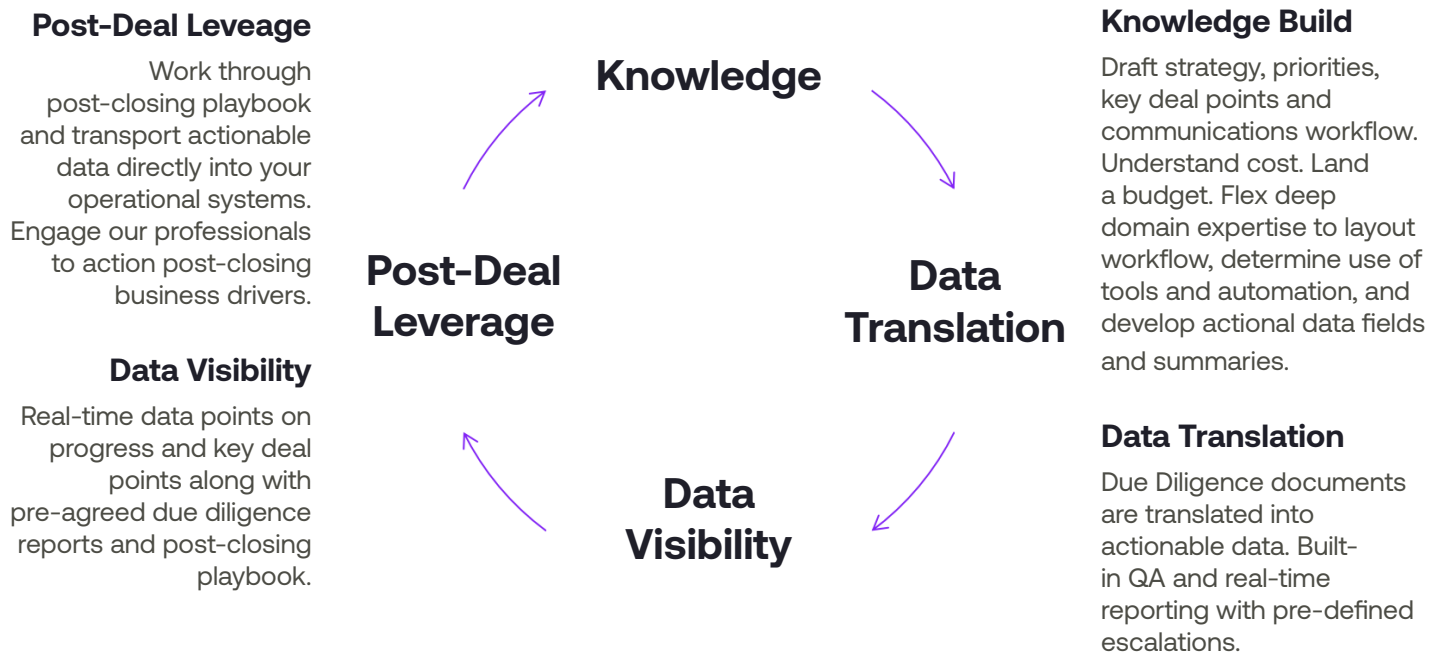 Post-Deal Leveage
Work through
post-closing playbook
and transport actionable
data directly into your
operational systems.
Engage our professionals
to action post-closing
business drivers.
Data Visibility
Real-time data points on
progress and key deal
points along with
pre-agreed due diligence
reports and post-closing
playbook.
Knowledge
Post-Deal
Leverage
Data
Translation
Data
Visibility
Knowledge Build
Draft strategy, priorities,
key deal points and
communications workflow.
Understand cost. Land
a budget. Flex deep
domain expertise to layout
workflow, determine use of
tools and automation, and
develop actional data fields
and summaries.
Data Translation
Due Diligence documents
are translated into
actionable data. Built-
in QA and real-time
reporting with pre-defined
escalations.